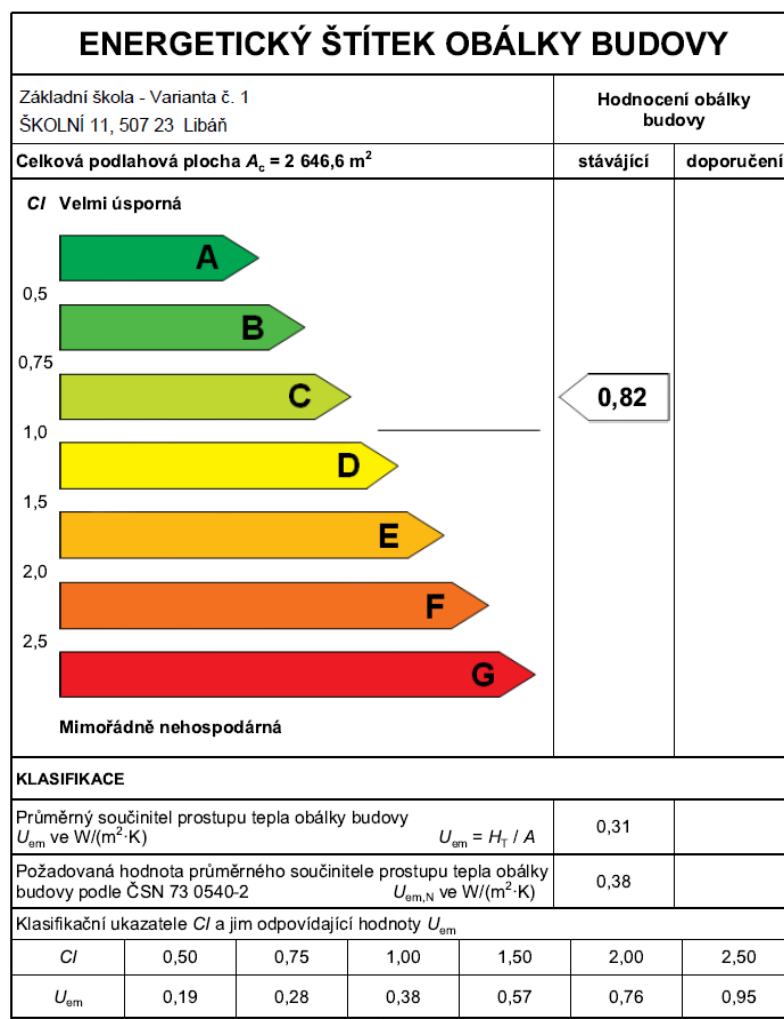 ENERGETICKÝ ŠTÍTEK OBÁLKY BUDOVY
Základní škola - Varianta č. 1
ŠKOLNÍ 11, 507 23 Libáň
Hodnocení obálky
budovy
Celková podlahová plocha Ac = 2 646,6 m²
stávající
doporučení
CI Velmi úsporná
A
0,5
B
0,75
C
0,82
1,0
D
1,5
E
2,0
F
2,5
G
Mimořádně nehospodárná
KLASIFIKACE
Průměrný součinitel prostupu tepla obálky budovy
Uem ve W/(m²·K) Uem = HT / A
0,31
Požadovaná hodnota průměrného součinitele prostupu tepla obálky
budovy podle ČSN 73 0540-2 Uem,N ve W/(m²·K)
0,38
Klasifikační ukazatele CI a jim odpovídající hodnoty Uem
CI 0,50 0,75 1,00 1,50 2,00 2,50
Uem 0,19 0,28 0,38 0,57 0,76 0,95